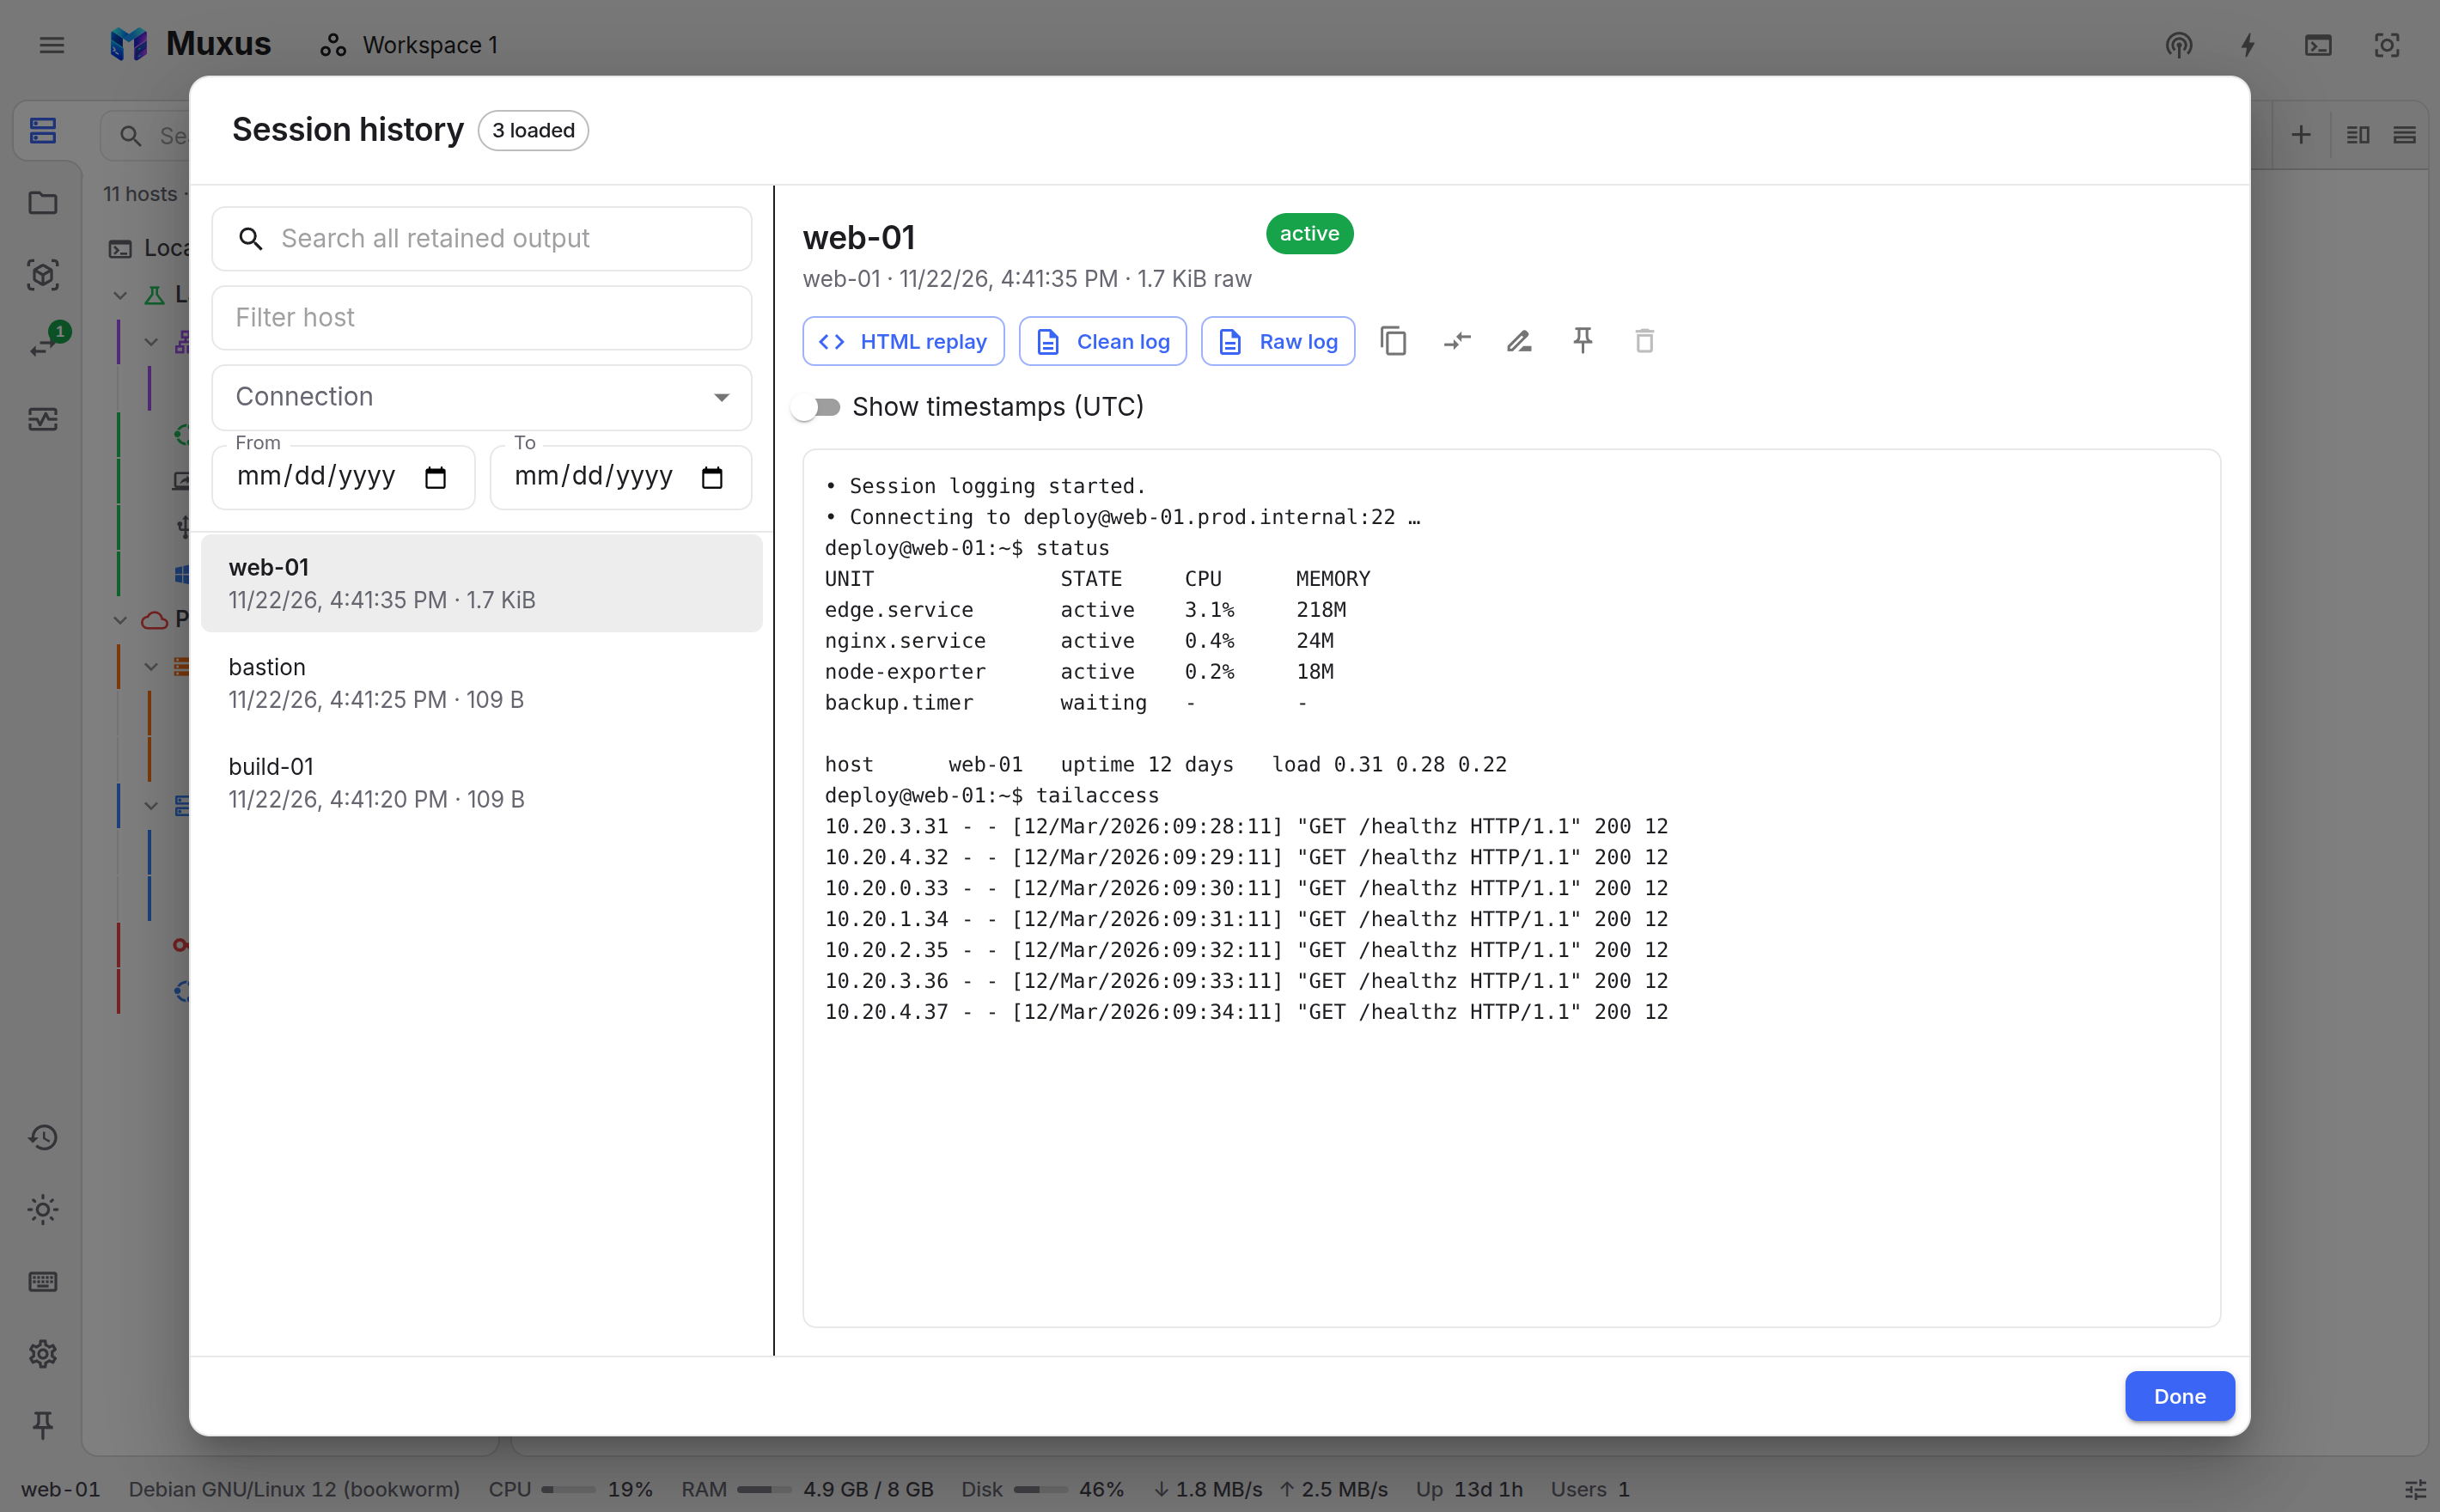 Muxus
Workspace 1
Session history
3 loaded
11 hosts ·
1
Search all retained output
Filter host
Connection
From
mm/dd/yyyy
To
mm/dd/yyyy
web-01
11/22/26, 4:41:35 PM · 1.7 KiB
bastion
11/22/26, 4:41:25 PM · 109 B
build-01
11/22/26, 4:41:20 PM · 109 B
web-01
active
web-01 · 11/22/26, 4:41:35 PM · 1.7 KiB raw
HTML replay
Clean log
Raw log
Show timestamps (UTC)
• Session logging started.
• Connecting to deploy@web-01.prod.internal:22 …
deploy@web-01:~$ status
UNIT STATE CPU MEMORY
edge.service active 3.1% 218M
nginx.service active 0.4% 24M
node-exporter active 0.2% 18M
backup.timer waiting - -
host web-01 uptime 12 days load 0.31 0.28 0.22
deploy@web-01:~$ tailaccess
10.20.3.31 - - [12/Mar/2026:09:28:11] "GET /healthz HTTP/1.1" 200 12
10.20.4.32 - - [12/Mar/2026:09:29:11] "GET /healthz HTTP/1.1" 200 12
10.20.0.33 - - [12/Mar/2026:09:30:11] "GET /healthz HTTP/1.1" 200 12
10.20.1.34 - - [12/Mar/2026:09:31:11] "GET /healthz HTTP/1.1" 200 12
10.20.2.35 - - [12/Mar/2026:09:32:11] "GET /healthz HTTP/1.1" 200 12
10.20.3.36 - - [12/Mar/2026:09:33:11] "GET /healthz HTTP/1.1" 200 12
10.20.4.37 - - [12/Mar/2026:09:34:11] "GET /healthz HTTP/1.1" 200 12
Done
web-01 Debian GNU/Linux 12 (bookworm) CPU 19% RAM 4.9 GB / 8 GB Disk 46% ↓ 1.8 MB/s ↑ 2.5 MB/s Up 13d 1h Users 1